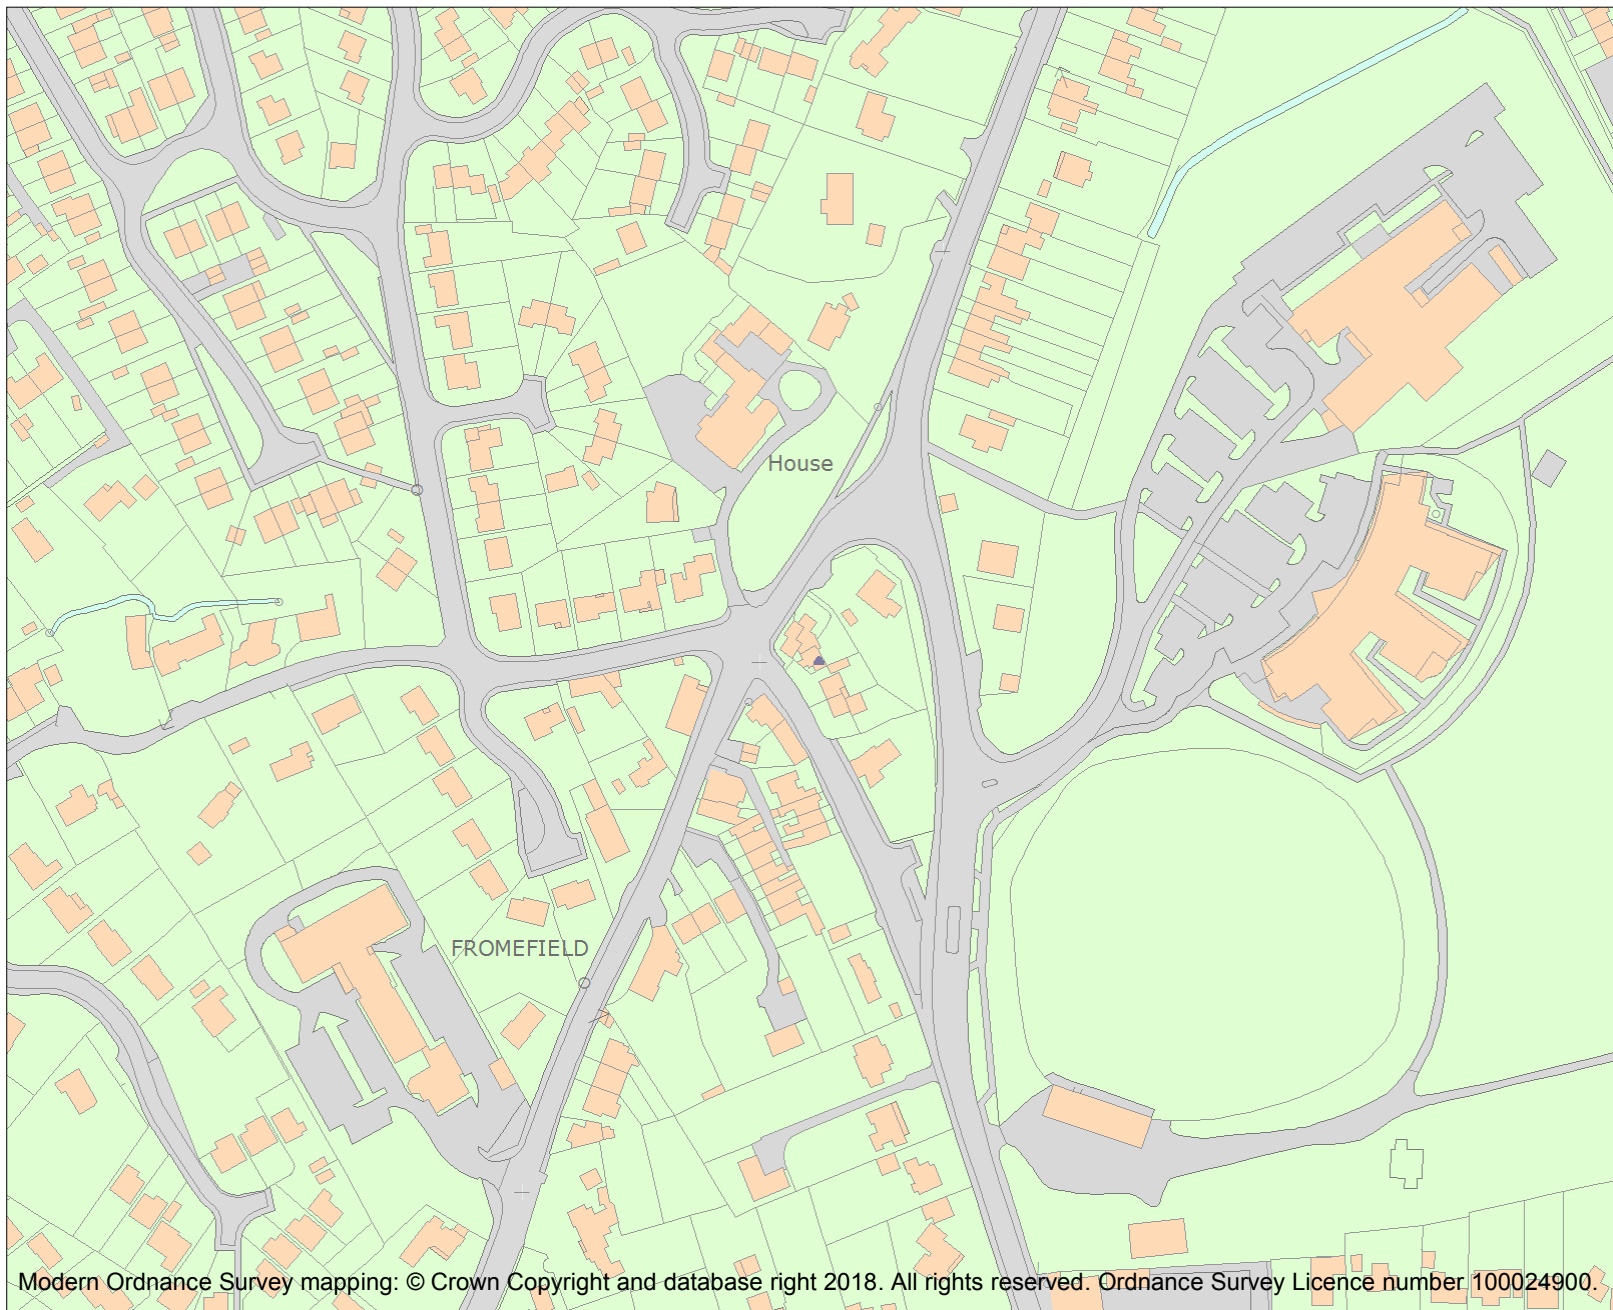 House
FROMEFIELD
Modern Ordnance Survey mapping: © Crown Copyright and database right 2018. All rights reserved. Ordnance Survey Licence number 100024900.